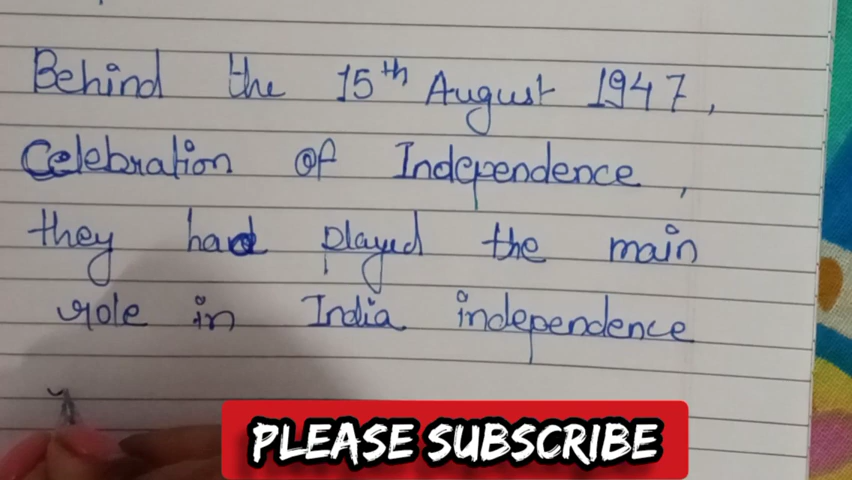 Behind the 15th August 1947,
Celebration of Independence,
they had played the main
role in India independence
PLEASE SUBSCRIBE